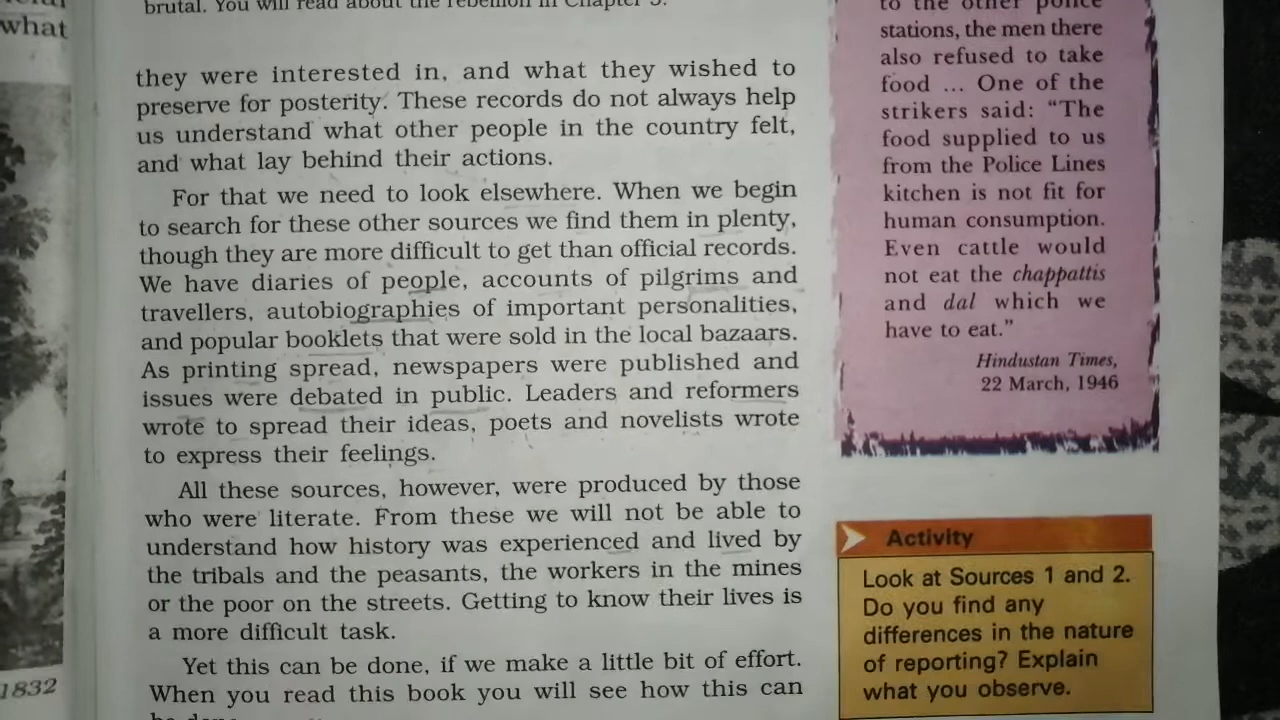 what
1832
brutal. You will read about the rebellion in Chapter 5.
they were interested in, and what they wished to
preserve for posterity. These records do not always help
us understand what other people in the country felt,
and what lay behind their actions.
For that we need to look elsewhere. When we begin
to search for these other sources we find them in plenty,
though they are more difficult to get than official records.
We have diaries of people, accounts of pilgrims and
travellers, autobiographies of important personalities,
and popular booklets that were sold in the local bazaars.
As printing spread, newspapers were published and
issues were debated in public. Leaders and reformers
wrote to spread their ideas, poets and novelists wrote
to express their feelings.
All these sources, however, were produced by those
who were literate. From these we will not be able to
understand how history was experienced and lived by
the tribals and the peasants, the workers in the mines
or the poor on the streets. Getting to know their lives is
a more difficult task.
Yet this can be done, if we make a little bit of effort.
When you read this book you will see how this can
to the other police
stations, the men there
also refused to take
food ... One of the
strikers said: “The
food supplied to us
from the Police Lines
kitchen is not fit for
human consumption.
Even cattle would
not eat the chappattis
and dal which we
have to eat.”
Hindustan Times,
22 March, 1946
Activity
Look at Sources 1 and 2.
Do you find any
differences in the nature
of reporting? Explain
what you observe.